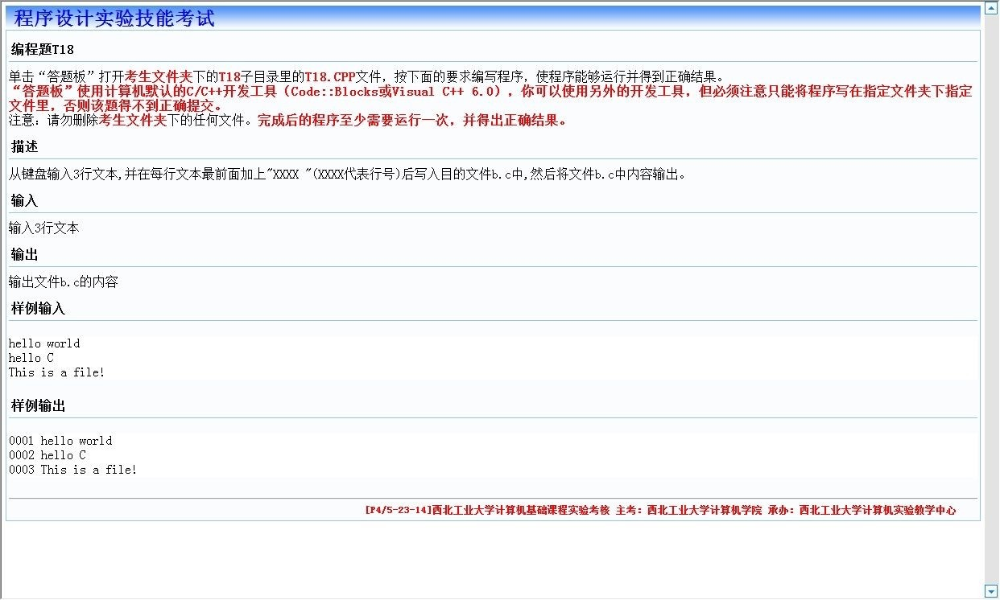 程序设计实验技能考试
编程题T18
单击“答题板”打开考生文件夹下的T18子目录里的T18.CPP文件，按下面的要求编写程序，使程序能够运行并得到正确结果。
“答题板”使用计算机默认的C/C++开发工具（Code::Blocks或Visual C++ 6.0），你可以使用另外的开发工具，但必须注意只能将程序写在指定文件夹下指定
文件里，否则该题得不到正确提交。
注意：请勿删除考生文件夹下的任何文件。完成后的程序至少需要运行一次，并得出正确结果。
描述
从键盘输入3行文本,并在每行文本最前面加上"XXXX "(XXXX代表行号)后写入目的文件b.c中,然后将文件b.c中内容输出。
输入
输入3行文本
输出
输出文件b.c的内容
样例输入
hello world
hello C
This is a file!
样例输出
0001 hello world
0002 hello C
0003 This is a file!
[P4/5-23-14]西北工业大学计算机基础课程实验考核 主考：西北工业大学计算机学院 承办：西北工业大学计算机实验教学中心